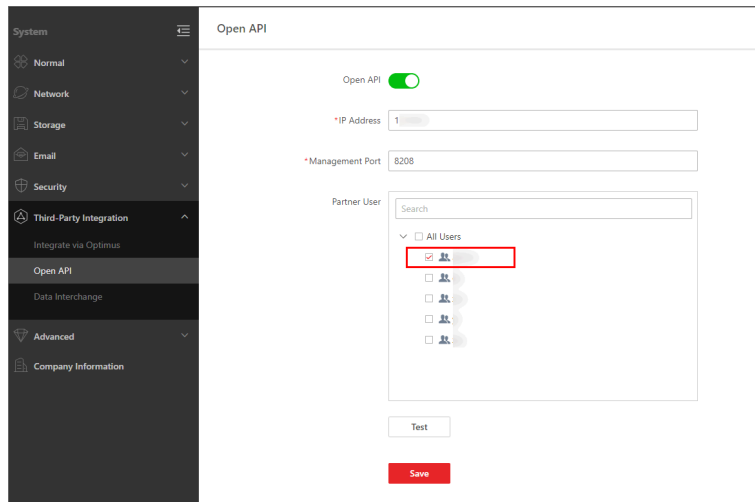 System
Normal
Network
Storage
Email
Security
Third-Party Integration
Integrate via Optimus
Open API
Data Interchange
Advanced
Company Information
Open API
Open API
*IP Address 1
*Management Port 8208
Partner User
Search
All Users
Test
Save